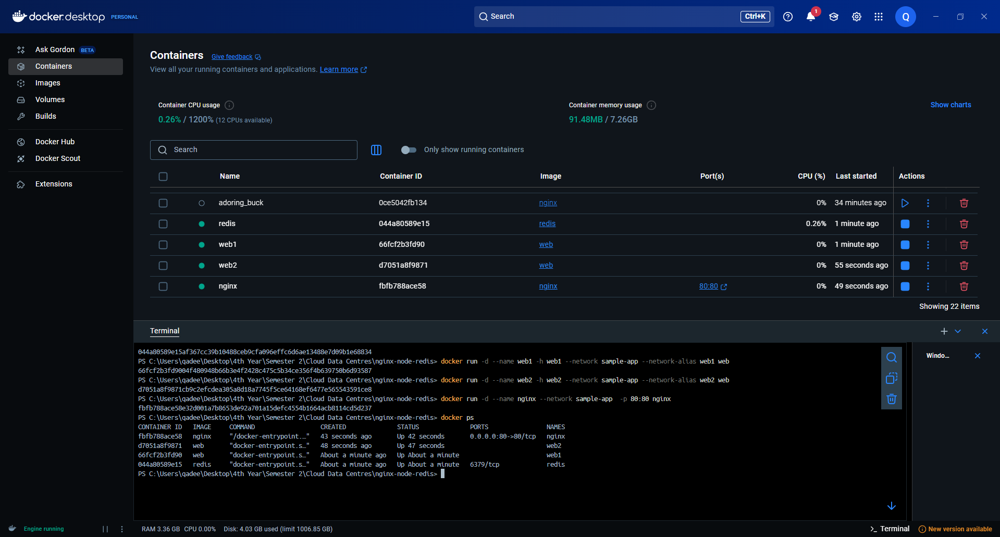 docker.desktop PERSONAL
Search Ctrl+K
1
Q
Ask Gordon BETA
Containers
Images
Volumes
Builds
Docker Hub
Docker Scout
Extensions
Containers Give feedback
View all your running containers and applications. Learn more
Container CPU usage
0.26% / 1200% (12 CPUs available)
Container memory usage
91.48MB / 7.26GB
Show charts
Search
Only show running containers
Name Container ID Image Port(s) CPU (%) Last started Actions
adoring_buck 0ce5042fb134 nginx 0% 34 minutes ago
redis 044a80589e15 redis 0.26% 1 minute ago
web1 66fcf2b3fd90 web 0% 1 minute ago
web2 d7051a8f9871 web 0% 55 seconds ago
nginx fbfb788ace58 nginx 80:80 0% 49 seconds ago
Showing 22 items
Terminal
044a80589e15af367cc39b10488ceb9cfa096effc6d6ae13488e7d09b1e68834
PS C:\Users\qadee\Desktop\4th Year\Semester 2\Cloud Data Centres\nginx-node-redis> docker run -d --name web1 -h web1 --network sample-app --network-alias web1 web
66fcf2b3fd9004f480948b66b3e4f2428c475c5b34ce356f4b639750b6d93587
PS C:\Users\qadee\Desktop\4th Year\Semester 2\Cloud Data Centres\nginx-node-redis> docker run -d --name web2 -h web2 --network sample-app --network-alias web2 web
d7051a8f9871cb9c2efcdea305a8d18a7745f5ce64168ef6477e565543591ce8
PS C:\Users\qadee\Desktop\4th Year\Semester 2\Cloud Data Centres\nginx-node-redis> docker run -d --name nginx --network sample-app -p 80:80 nginx
fbfb788ace58e32d001a7b8653de92a701a15defc4554b1664acb8114cd5d237
PS C:\Users\qadee\Desktop\4th Year\Semester 2\Cloud Data Centres\nginx-node-redis> docker ps
CONTAINER ID IMAGE COMMAND CREATED STATUS PORTS NAMES
fbfb788ace58 nginx "/docker-entrypoint.…" 43 seconds ago Up 42 seconds 0.0.0.0:80->80/tcp nginx
d7051a8f9871 web "docker-entrypoint.s…" 48 seconds ago Up 47 seconds web2
66fcf2b3fd90 web "docker-entrypoint.s…" About a minute ago Up About a minute web1
044a80589e15 redis "docker-entrypoint.s…" About a minute ago Up About a minute 6379/tcp redis
PS C:\Users\qadee\Desktop\4th Year\Semester 2\Cloud Data Centres\nginx-node-redis>
Windo...
Engine running
RAM 3.36 GB CPU 0.00% Disk: 4.03 GB used (limit 1006.85 GB)
Terminal
New version available